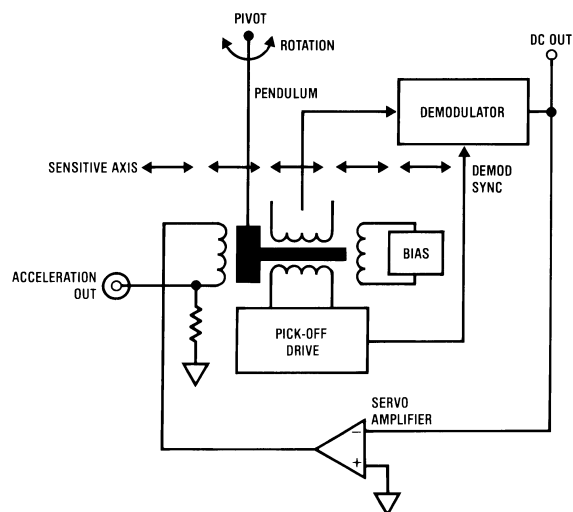 PIVOT
ROTATION
DC OUT
PENDULUM
DEMODULATOR
SENSITIVE AXIS
DEMOD
SYNC
BIAS
ACCELERATION
OUT
PICK-OFF
DRIVE
SERVO
AMPLIFIER
−
+